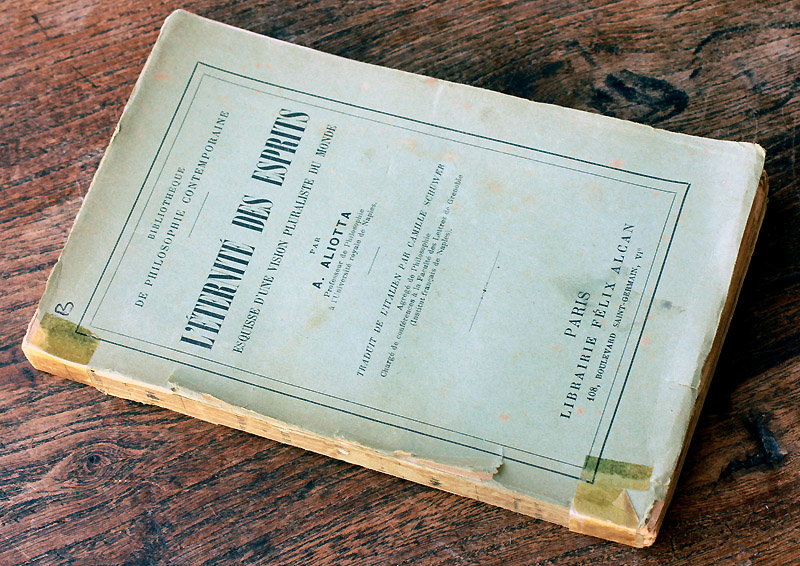 B
BIBLIOTHÈQUE
DE PHILOSOPHIE CONTEMPORAINE
L'ÉTERNITÉ DES ESPRITS
ESQUISSE D'UNE VISION PLURALISTE DU MONDE
PAR
A. ALIOTTA
Professeur de Philosophie
à l'Université royale de Naples.
TRADUIT DE L'ITALIEN PAR CAMILLE SCHUWER
Agrégé de Philosophie
Chargé de conférences à la Faculté des Lettres de Grenoble
(Institut français de Naples).
PARIS
LIBRAIRIE FÉLIX ALCAN
108, BOULEVARD SAINT-GERMAIN, VIe